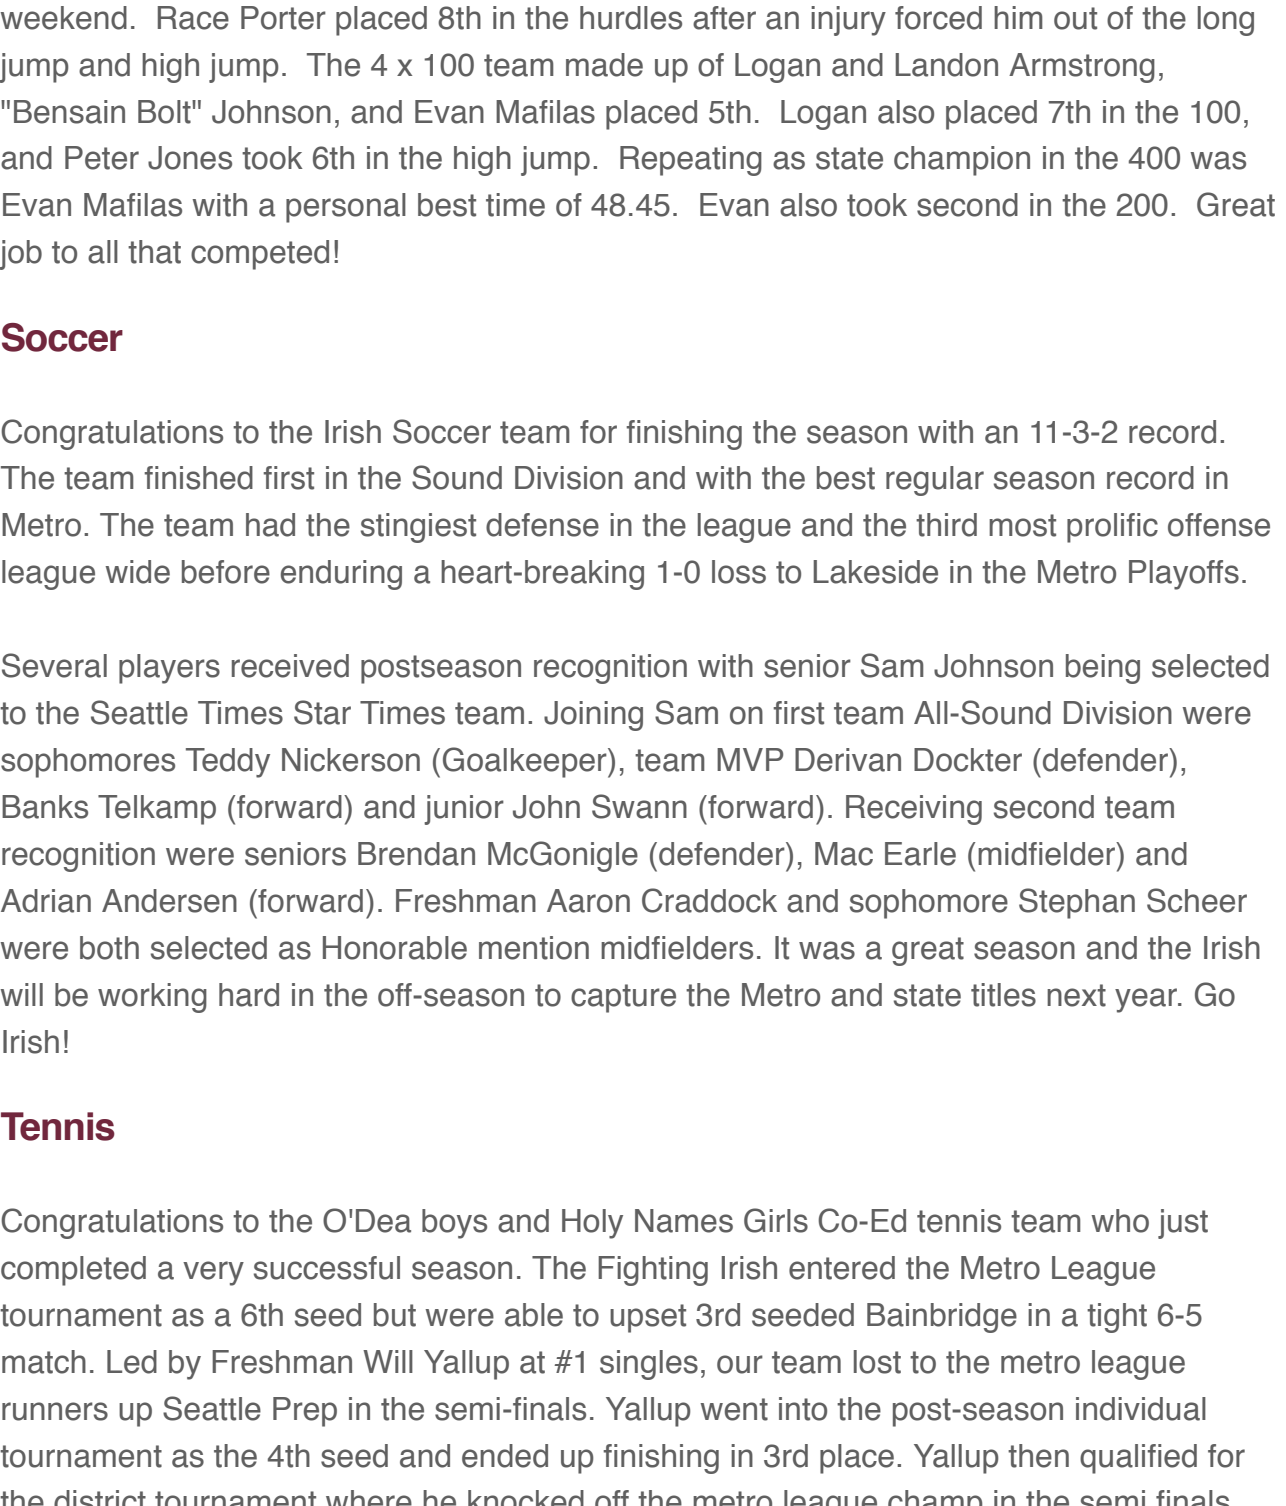 weekend.  Race Porter placed 8th in the hurdles after an injury forced him out of the long
jump and high jump.  The 4 x 100 team made up of Logan and Landon Armstrong,
"Bensain Bolt" Johnson, and Evan Mafilas placed 5th.  Logan also placed 7th in the 100,
and Peter Jones took 6th in the high jump.  Repeating as state champion in the 400 was
Evan Mafilas with a personal best time of 48.45.  Evan also took second in the 200.  Great
job to all that competed!
Soccer
Congratulations to the Irish Soccer team for finishing the season with an 11-3-2 record.
The team finished first in the Sound Division and with the best regular season record in
Metro. The team had the stingiest defense in the league and the third most prolific offense
league wide before enduring a heart-breaking 1-0 loss to Lakeside in the Metro Playoffs.
Several players received postseason recognition with senior Sam Johnson being selected
to the Seattle Times Star Times team. Joining Sam on first team All-Sound Division were
sophomores Teddy Nickerson (Goalkeeper), team MVP Derivan Dockter (defender),
Banks Telkamp (forward) and junior John Swann (forward). Receiving second team
recognition were seniors Brendan McGonigle (defender), Mac Earle (midfielder) and
Adrian Andersen (forward). Freshman Aaron Craddock and sophomore Stephan Scheer
were both selected as Honorable mention midfielders. It was a great season and the Irish
will be working hard in the off-season to capture the Metro and state titles next year. Go
Irish!
Tennis
Congratulations to the O'Dea boys and Holy Names Girls Co-Ed tennis team who just
completed a very successful season. The Fighting Irish entered the Metro League
tournament as a 6th seed but were able to upset 3rd seeded Bainbridge in a tight 6-5
match. Led by Freshman Will Yallup at #1 singles, our team lost to the metro league
runners up Seattle Prep in the semi-finals. Yallup went into the post-season individual
tournament as the 4th seed and ended up finishing in 3rd place. Yallup then qualified for
the district tournament where he knocked off the metro league champ in the semi finals